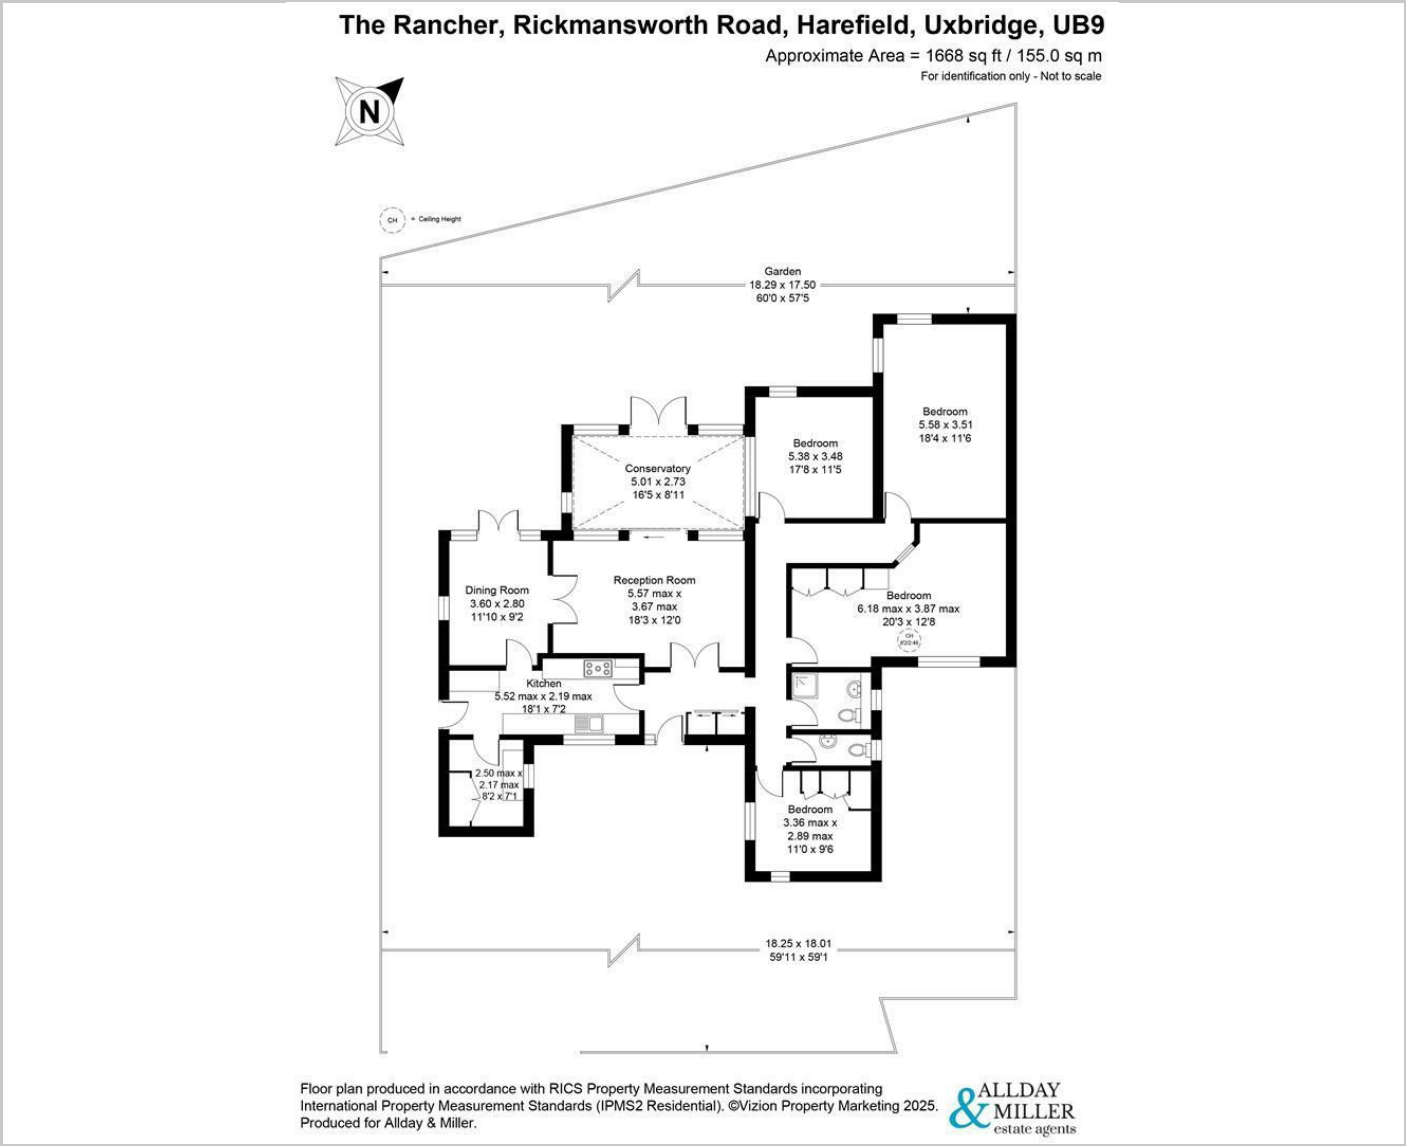 The Rancher, Rickmansworth Road, Harefield, Uxbridge, UB9
Approximate Area = 1668 sq ft / 155.0 sq m
For identification only - Not to scale
N
CH = Ceiling Height
Garden
18.29 x 17.50
60'0 x 57'5
Bedroom
5.58 x 3.51
18'4 x 11'6
Bedroom
5.38 x 3.48
17'8 x 11'5
Conservatory
5.01 x 2.73
16'5 x 8'11
Dining Room
3.60 x 2.80
11'10 x 9'2
Reception Room
5.57 max x
3.67 max
18'3 x 12'0
Bedroom
6.18 max x 3.87 max
20'3 x 12'8
CH
Kitchen
5.52 max x 2.19 max
18'1 x 7'2
2.50 max x
2.17 max
8'2 x 7'1
Bedroom
3.36 max x
2.89 max
11'0 x 9'6
18.25 x 18.01
59'11 x 59'1
Floor plan produced in accordance with RICS Property Measurement Standards incorporating
International Property Measurement Standards (IPMS2 Residential). ©Vizion Property Marketing 2025.
Produced for Allday & Miller.
ALLDAY
& MILLER
estate agents